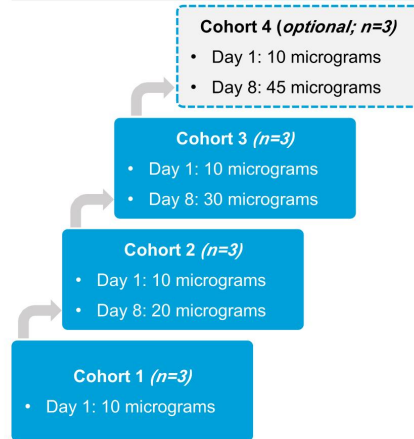 Cohort 4 (optional; n=3)
• Day 1: 10 micrograms
• Day 8: 45 micrograms
Cohort 3 (n=3)
• Day 1: 10 micrograms
• Day 8: 30 micrograms
Cohort 2 (n=3)
• Day 1: 10 micrograms
• Day 8: 20 micrograms
Cohort 1 (n=3)
• Day 1: 10 micrograms